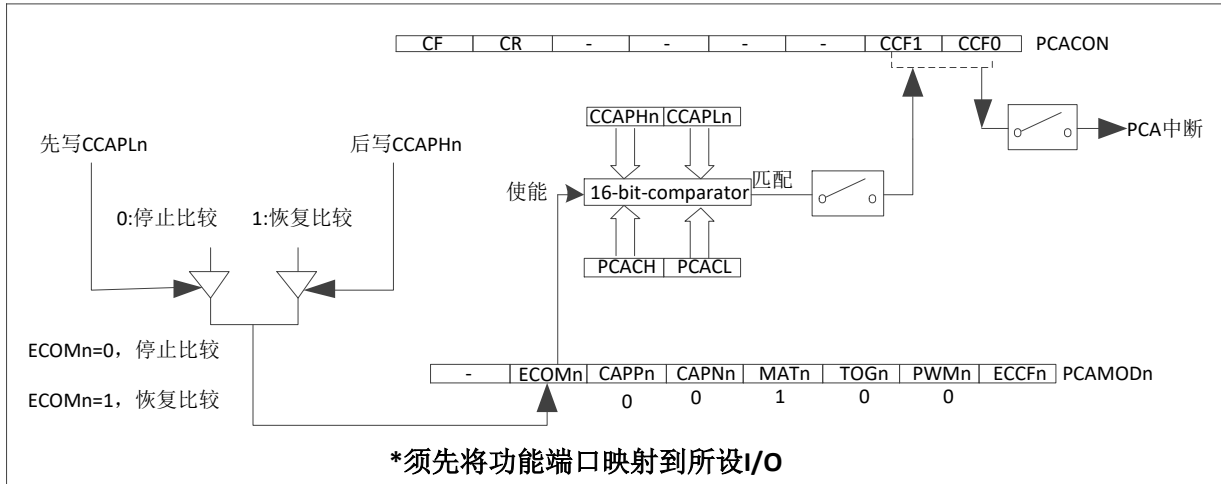 CF CR - - - - CCF1 CCF0 PCACON
CCAPHn CCAPLn
先写CCAPLn
后写CCAPHn
PCA中断
使能
16-bit-comparator
匹配
0:停止比较
1:恢复比较
PCACH PCACL
ECOMn=0，停止比较
- ECOMn CAPPn CAPNn MATn TOGn PWMn ECCFn PCAMODn
ECOMn=1，恢复比较
0 0 1 0 0
*须先将功能端口映射到所设I/O